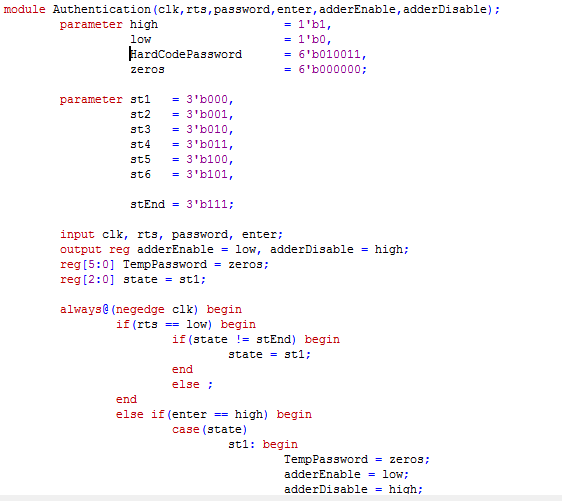 module Authentication(clk,rts,password,enter,adderEnable,adderDisable);
parameter high = 1'b1,
low = 1'b0,
HardCodePassword = 6'b010011,
zeros = 6'b000000;
parameter st1 = 3'b000,
st2 = 3'b001,
st3 = 3'b010,
st4 = 3'b011,
st5 = 3'b100,
st6 = 3'b101,
stEnd = 3'b111;
input clk, rts, password, enter;
output reg adderEnable = low, adderDisable = high;
reg[5:0] TempPassword = zeros;
reg[2:0] state = st1;
always@(negedge clk) begin
if(rts == low) begin
if(state != stEnd) begin
state = st1;
end
else ;
end
else if(enter == high) begin
case(state)
st1: begin
TempPassword = zeros;
adderEnable = low;
adderDisable = high;